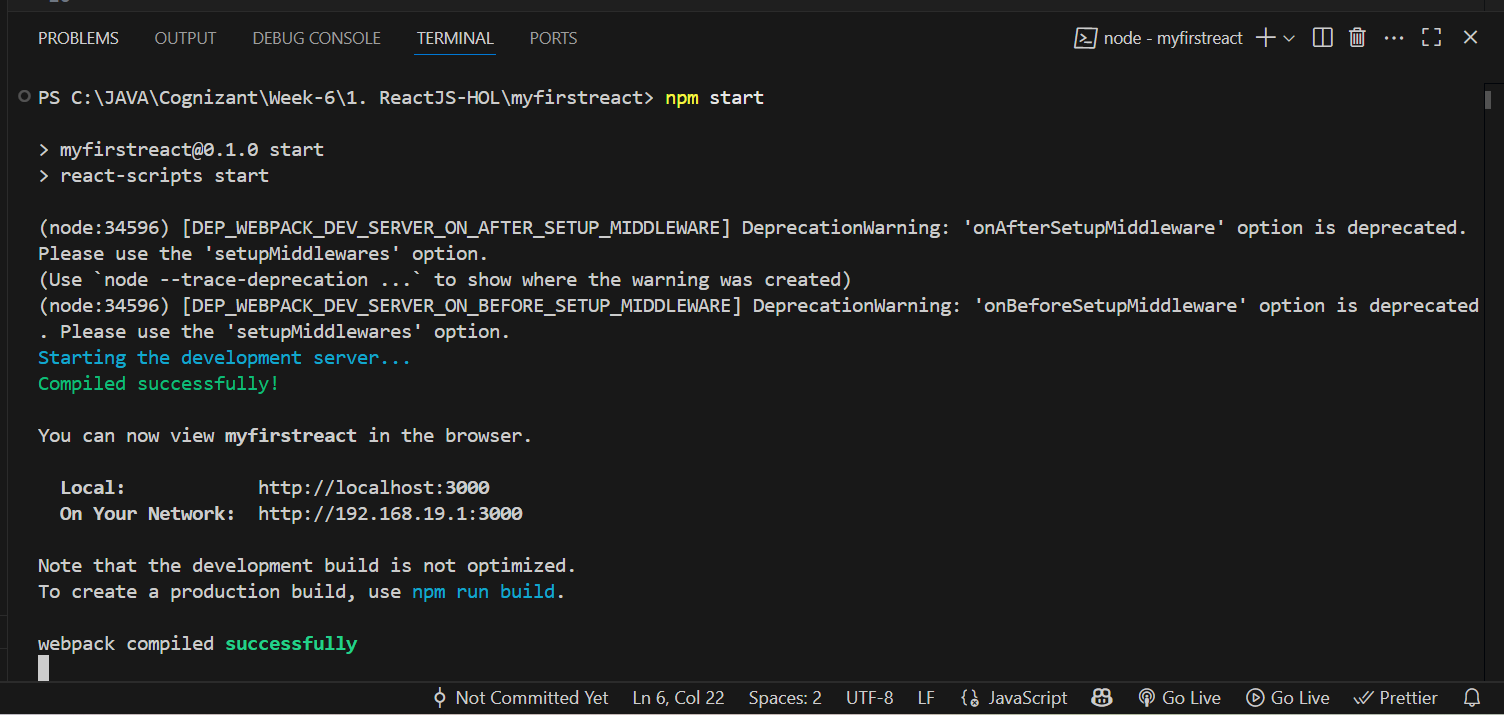 PROBLEMS OUTPUT DEBUG CONSOLE TERMINAL PORTS node - myfirstreact
PS C:\JAVA\Cognizant\Week-6\1. ReactJS-HOL\myfirstreact> npm start
> myfirstreact@0.1.0 start
> react-scripts start
(node:34596) [DEP_WEBPACK_DEV_SERVER_ON_AFTER_SETUP_MIDDLEWARE] DeprecationWarning: 'onAfterSetupMiddleware' option is deprecated.
Please use the 'setupMiddlewares' option.
(Use `node --trace-deprecation ...` to show where the warning was created)
(node:34596) [DEP_WEBPACK_DEV_SERVER_ON_BEFORE_SETUP_MIDDLEWARE] DeprecationWarning: 'onBeforeSetupMiddleware' option is deprecated
. Please use the 'setupMiddlewares' option.
Starting the development server...
Compiled successfully!
You can now view myfirstreact in the browser.
Local: http://localhost:3000
On Your Network: http://192.168.19.1:3000
Note that the development build is not optimized.
To create a production build, use npm run build.
webpack compiled successfully
Not Committed Yet Ln 6, Col 22 Spaces: 2 UTF-8 LF JavaScript Go Live Go Live Prettier